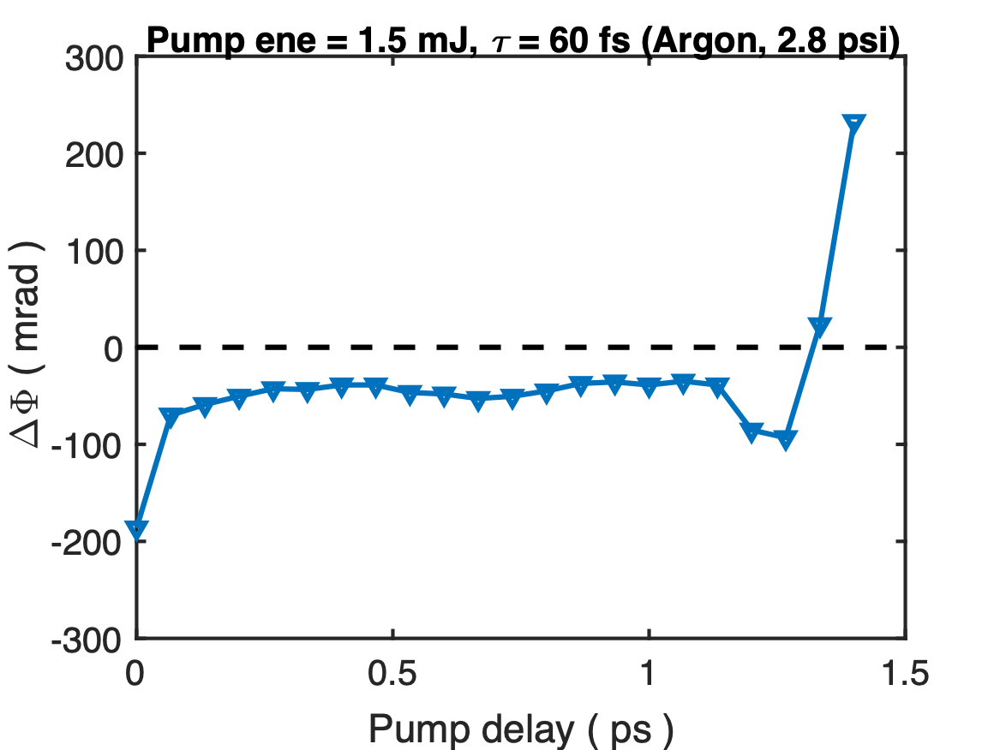 Pump ene = 1.5 mJ, τ = 60 fs (Argon, 2.8 psi)
300
200
100
0
-100
-200
-300
ΔΦ ( mrad )
0 0.5 1 1.5
Pump delay ( ps )